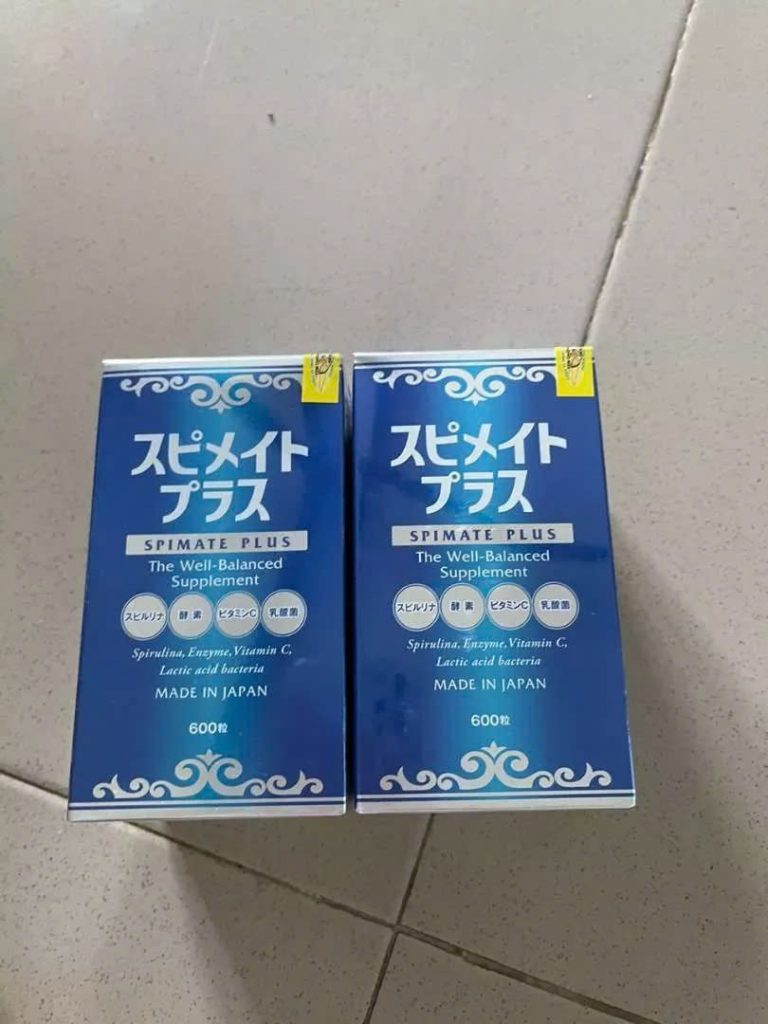 スピメイト
プラス
SPIMATE PLUS
The Well-Balanced
Supplement
スピルリナ 酵素 ビタミンC 乳酸菌
Spirulina, Enzyme, Vitamin C,
Lactic acid bacteria
MADE IN JAPAN
600粒
スピメイト
プラス
SPIMATE PLUS
The Well-Balanced
Supplement
スピルリナ 酵素 ビタミンC 乳酸菌
Spirulina, Enzyme, Vitamin C,
Lactic acid bacteria
MADE IN JAPAN
600粒